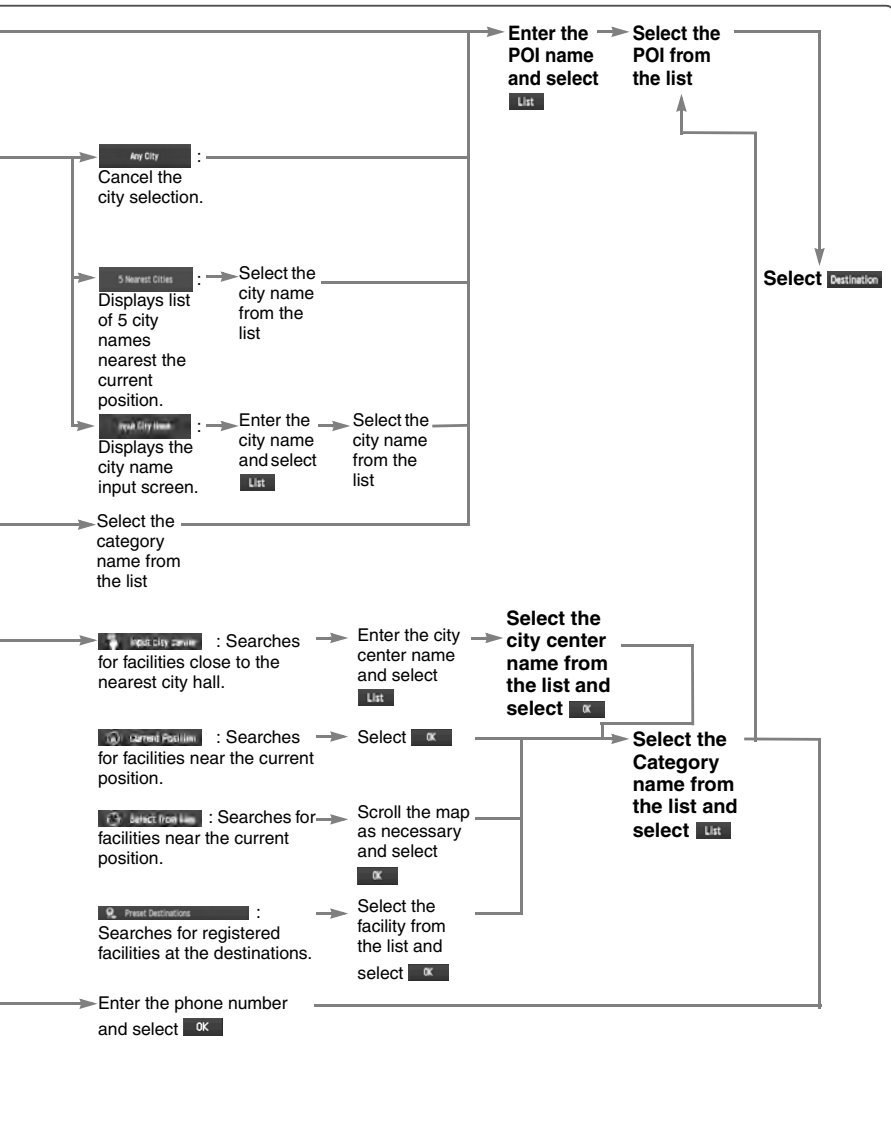 Enter the
POI name
and select
List
Select the
POI from
the list
Any City :
Cancel the
city selection.
5 Nearest Cities :
Displays list
of 5 city
names
nearest the
current
position.
Select the
city name
from the
list
Select Destination
Input City Name :
Displays the
city name
input screen.
Enter the
city name
and select
List
Select the
city name
from the
list
Select the
category
name from
the list
Input City Center : Searches
for facilities close to the
nearest city hall.
Enter the city
center name
and select
List
Select the
city center
name from
the list and
select OK
Current Position : Searches
for facilities near the current
position.
Select OK
Select the
Category
name from
the list and
select List
Select from Map : Searches for
facilities near the current
position.
Scroll the map
as necessary
and select
OK
Preset Destinations :
Searches for registered
facilities at the destinations.
Select the
facility from
the list and
select OK
Enter the phone number
and select OK